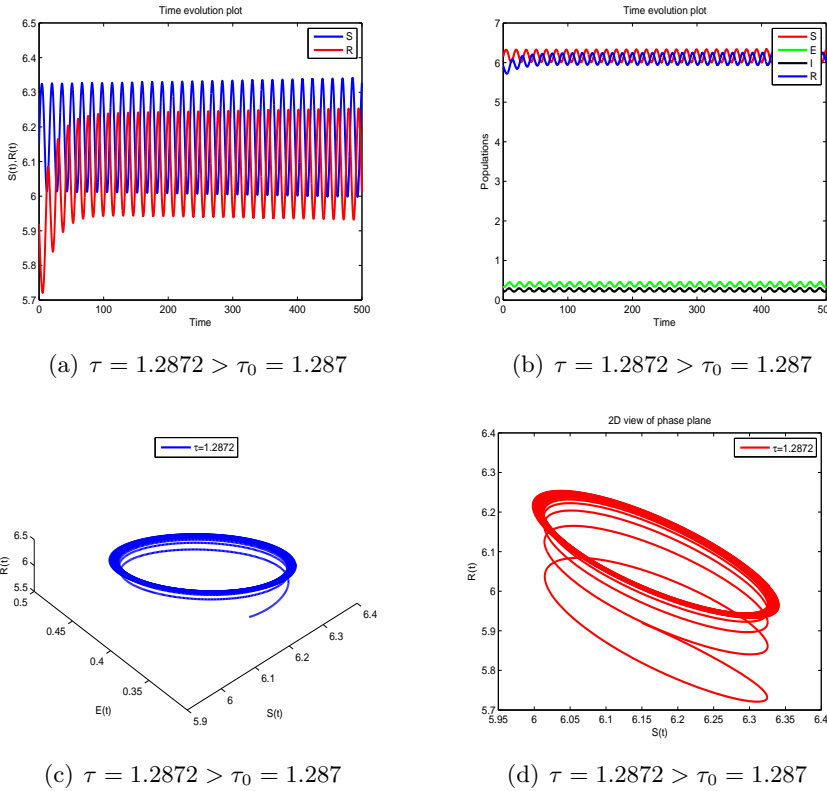 Time evolution plot
6.5
6.4
6.3
6.2
6.1
6
5.9
5.8
5.7
S(t),R(t)
0 100 200 300 400 500
Time
S
R
(a) τ = 1.2872 > τ0 = 1.287
Time evolution plot
7
6
5
4
3
2
1
0
Populations
0 100 200 300 400 500
Time
S
E
I
R
(b) τ = 1.2872 > τ0 = 1.287
τ=1.2872
6.5
6
5.5
R(t)
0.5
0.45
0.4
0.35
E(t)
5.9
6
6.1
6.2
6.3
6.4
S(t)
(c) τ = 1.2872 > τ0 = 1.287
2D view of phase plane
τ=1.2872
6.4
6.3
6.2
6.1
6
5.9
5.8
5.7
R(t)
5.95 6 6.05 6.1 6.15 6.2 6.25 6.3 6.35 6.4
S(t)
(d) τ = 1.2872 > τ0 = 1.287